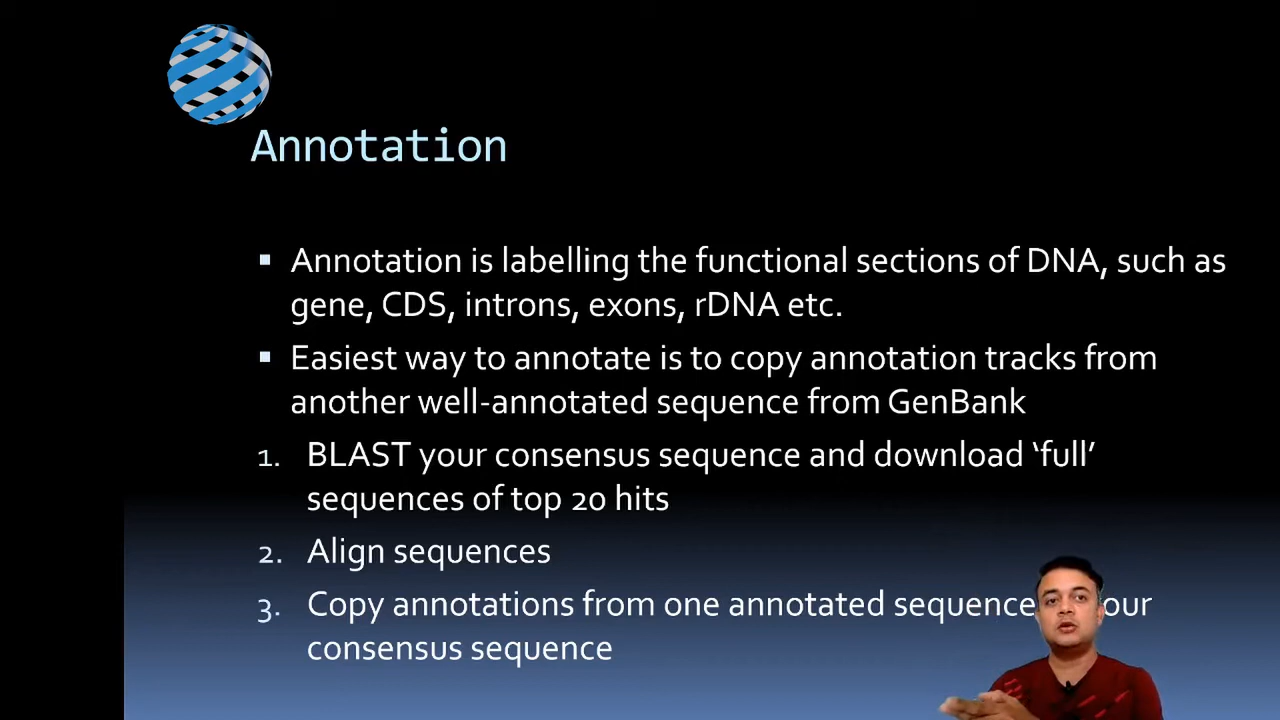 Annotation
▪ Annotation is labelling the functional sections of DNA, such as
gene, CDS, introns, exons, rDNA etc.
▪ Easiest way to annotate is to copy annotation tracks from
another well-annotated sequence from GenBank
1. BLAST your consensus sequence and download ‘full’
sequences of top 20 hits
2. Align sequences
3. Copy annotations from one annotated sequence our
consensus sequence